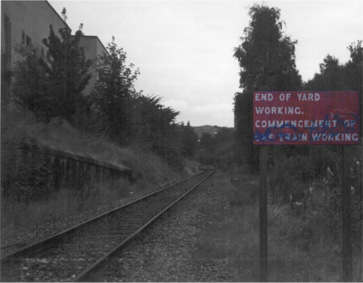 END OF YARD
WORKING.
COMMENCEMENT OF
TRAIN WORKING